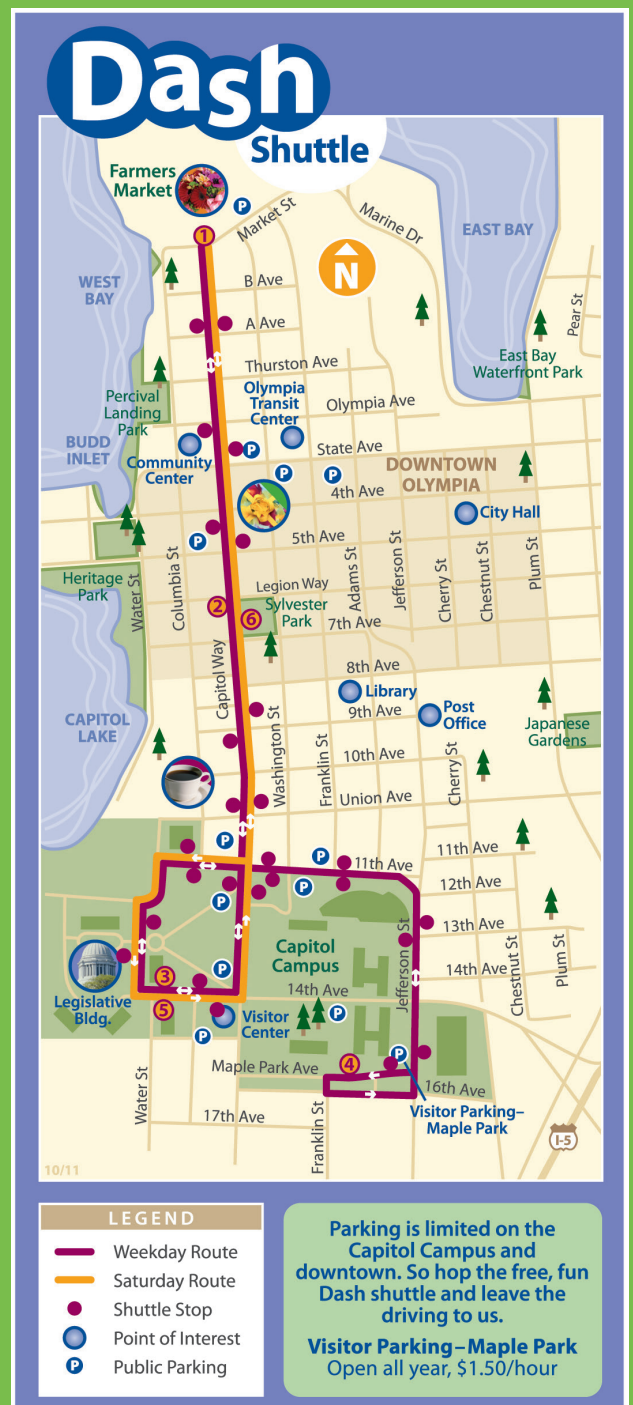 Dash
Shuttle
Farmers
Market
P
Market St
Marine Dr
EAST BAY
1
N
WEST
BAY
B Ave
A Ave
Pear St
Thurston Ave
East Bay
Waterfront Park
Percival
Landing
Park
Olympia
Transit
Center
Olympia Ave
BUDD
INLET
Community
Center
P
State Ave
P
P
4th Ave
DOWNTOWN
OLYMPIA
City Hall
P
5th Ave
Heritage
Park
Water St
Columbia St
2
6
Legion Way
Sylvester
Park
7th Ave
Adams St
Jefferson St
Cherry St
Chestnut St
Plum St
Capitol Way
8th Ave
Library
9th Ave
Post
Office
CAPITOL
LAKE
Washington St
Franklin St
Cherry St
Japanese
Gardens
10th Ave
Union Ave
P
P
11th Ave
11th Ave
P
P
12th Ave
13th Ave
Capitol
Campus
Jefferson St
14th Ave
Chestnut St
Plum St
Legislative
Bldg.
3
P
14th Ave
5
Visitor
Center
P
P
Maple Park Ave
4
P
16th Ave
Visitor Parking–
Maple Park
Water St
17th Ave
Franklin St
I-5
10/11
LEGEND
Weekday Route
Saturday Route
Shuttle Stop
Point of Interest
P Public Parking
Parking is limited on the
Capitol Campus and
downtown. So hop the free, fun
Dash shuttle and leave the
driving to us.
Visitor Parking–Maple Park
Open all year, $1.50/hour